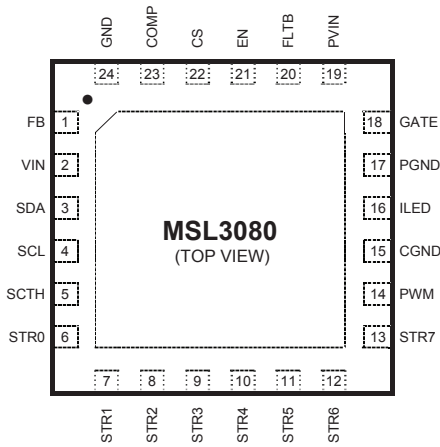 GND COMP CS EN FLTB PVIN
24 23 22 21 20 19
FB 1 18 GATE
VIN 2 17 PGND
SDA 3 16 ILED
MSL3080
(TOP VIEW)
SCL 4 15 CGND
SCTH 5 14 PWM
STR0 6 13 STR7
7 8 9 10 11 12
STR1 STR2 STR3 STR4 STR5 STR6